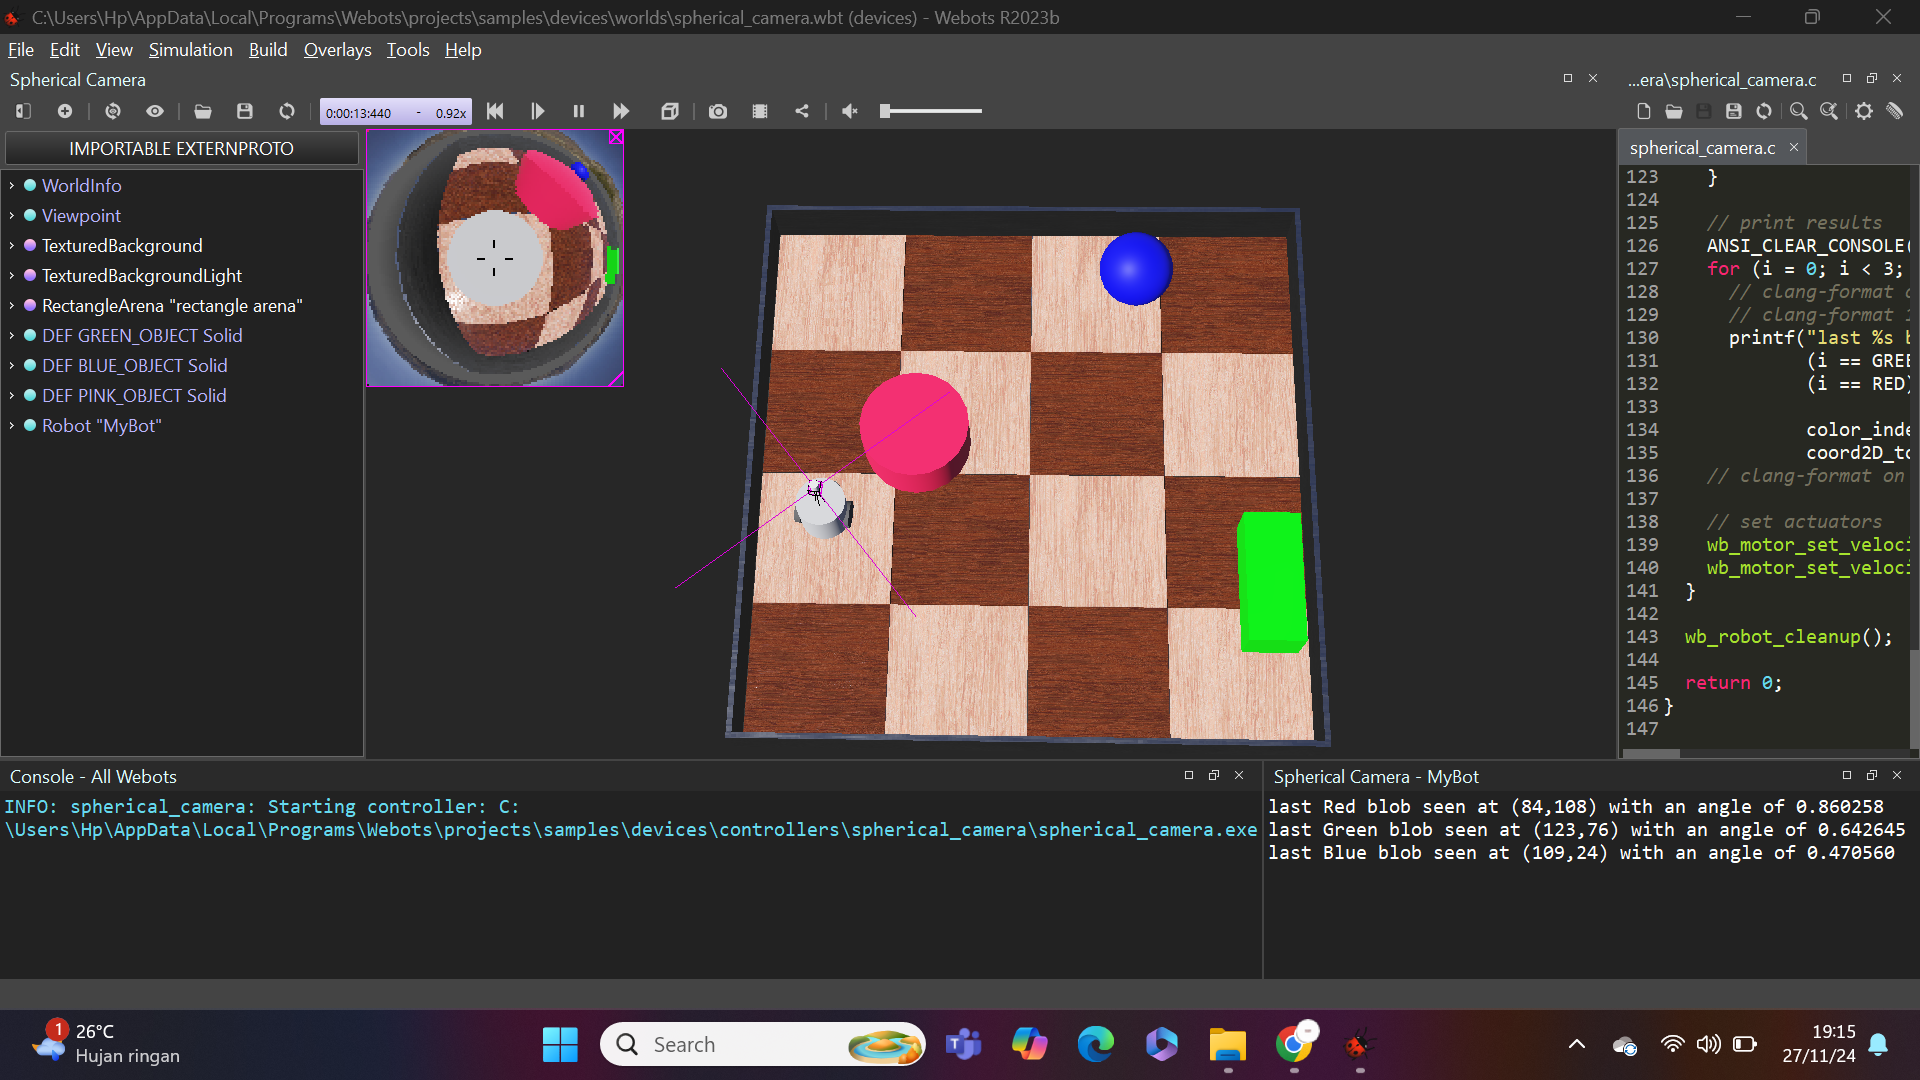 C:\Users\Hp\AppData\Local\Programs\Webots\projects\samples\devices\worlds\spherical_camera.wbt (devices) - Webots R2023b
File Edit View Simulation Build Overlays Tools Help
Spherical Camera
0:00:13:440 - 0.92x
IMPORTABLE EXTERNPROTO
WorldInfo
Viewpoint
TexturedBackground
TexturedBackgroundLight
RectangleArena "rectangle arena"
DEF GREEN_OBJECT Solid
DEF BLUE_OBJECT Solid
DEF PINK_OBJECT Solid
Robot "MyBot"
...era\spherical_camera.c
spherical_camera.c
123 }
124
125 // print results
126 ANSI_CLEAR_CONSOLE(
127 for (i = 0; i < 3;
128 // clang-format
129 // clang-format
130 printf("last %s b
131 (i == GREE
132 (i == RED)
133
134 color_inde
135 coord2D_to
136 // clang-format on
137
138 // set actuators
139 wb_motor_set_veloci
140 wb_motor_set_veloci
141 }
142
143 wb_robot_cleanup();
144
145 return 0;
146 }
147
Console - All Webots
INFO: spherical_camera: Starting controller: C:
\Users\Hp\AppData\Local\Programs\Webots\projects\samples\devices\controllers\spherical_camera\spherical_camera.exe
Spherical Camera - MyBot
last Red blob seen at (84,108) with an angle of 0.860258
last Green blob seen at (123,76) with an angle of 0.642645
last Blue blob seen at (109,24) with an angle of 0.470560
1
26°C
Hujan ringan
Search
19:15
27/11/24